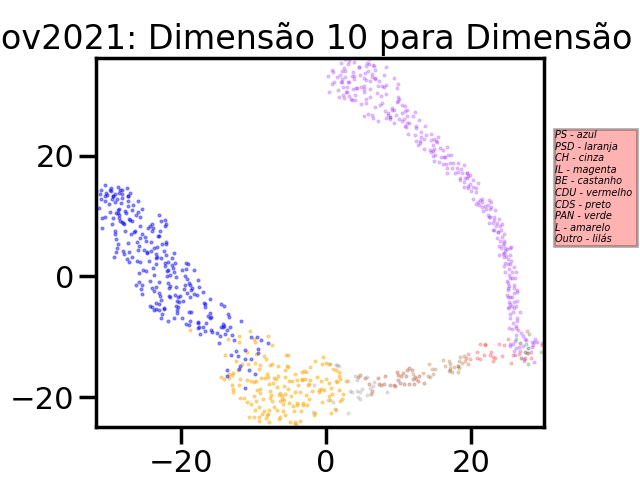 ov2021: Dimensão 10 para Dimensão
20
0
−20
−20
0
20
PS - azul
PSD - laranja
CH - cinza
IL - magenta
BE - castanho
CDU - vermelho
CDS - preto
PAN - verde
L - amarelo
Outro - lilás